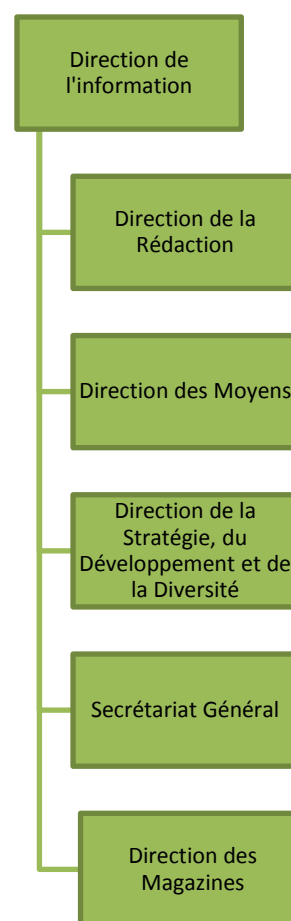 Direction de
l'information
Direction de la
Rédaction
Direction des Moyens
Direction de la
Stratégie, du
Développement et de
la Diversité
Secrétariat Général
Direction des
Magazines